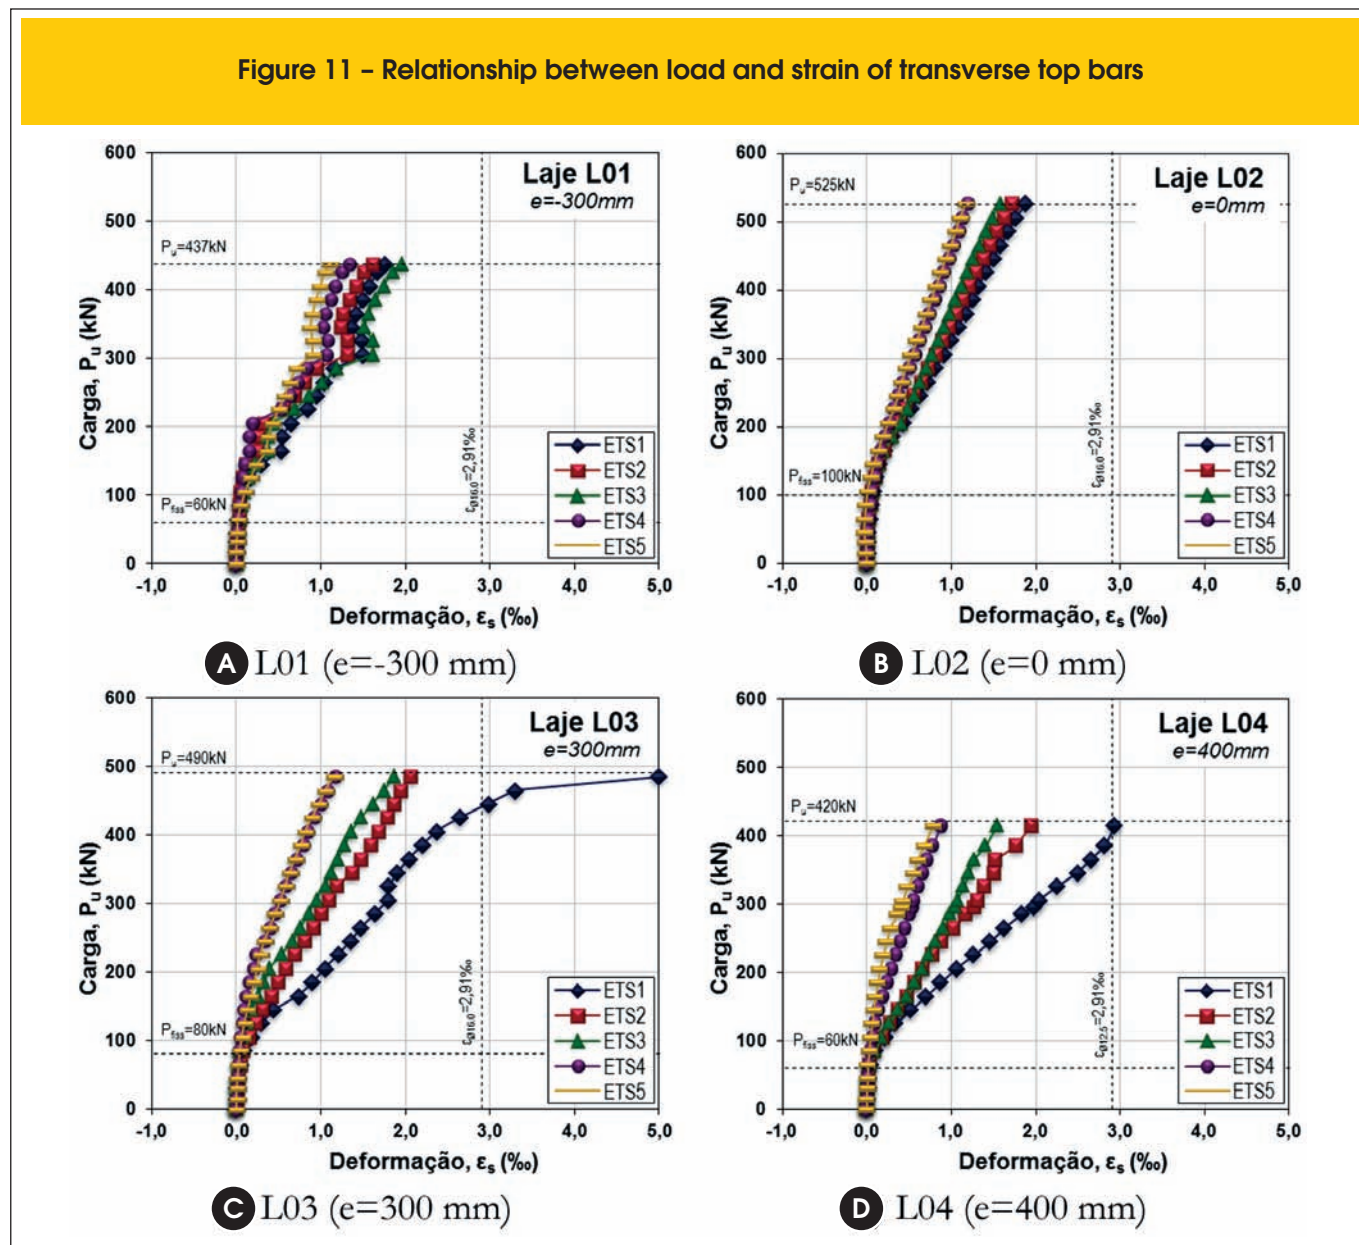 Figure 11 – Relationship between load and strain of transverse top bars
600
500
400
300
200
100
0
-1,0 0,0 1,0 2,0 3,0 4,0 5,0
Carga, Pu (kN)
Deformação, εs (‰)
Laje L01
e=-300mm
Pu=437kN
Pfiss=60kN
εØ16.0=2,91‰
ETS1
ETS2
ETS3
ETS4
ETS5
A L01 (e=-300 mm)
600
500
400
300
200
100
0
-1,0 0,0 1,0 2,0 3,0 4,0 5,0
Carga, Pu (kN)
Deformação, εs (‰)
Laje L02
e=0mm
Pu=525kN
Pfiss=100kN
εØ16.0=2,91‰
ETS1
ETS2
ETS3
ETS4
ETS5
B L02 (e=0 mm)
600
500
400
300
200
100
0
-1,0 0,0 1,0 2,0 3,0 4,0 5,0
Carga, Pu (kN)
Deformação, εs (‰)
Laje L03
e=300mm
Pu=490kN
Pfiss=80kN
εØ16.0=2,91‰
ETS1
ETS2
ETS3
ETS4
ETS5
C L03 (e=300 mm)
600
500
400
300
200
100
0
-1,0 0,0 1,0 2,0 3,0 4,0 5,0
Carga, Pu (kN)
Deformação, εs (‰)
Laje L04
e=400mm
Pu=420kN
Pfiss=60kN
εØ12.5=2,91‰
ETS1
ETS2
ETS3
ETS4
ETS5
D L04 (e=400 mm)